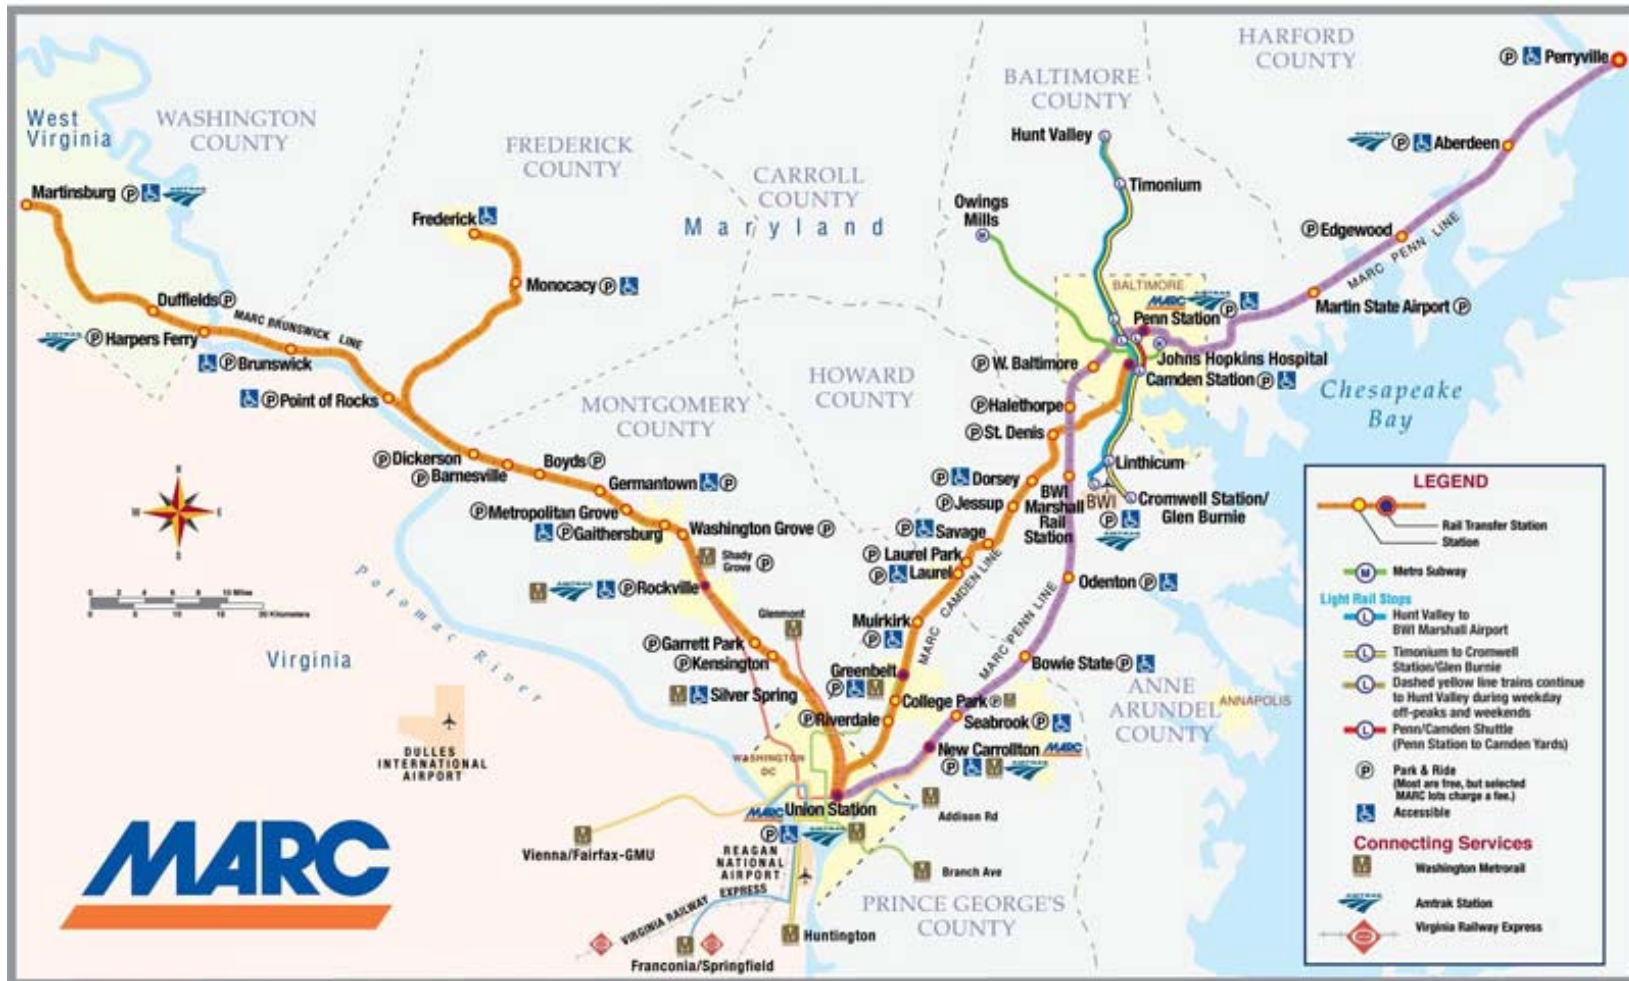 HARFORD
COUNTY
Perryville
BALTIMORE
COUNTY
West
Virginia
WASHINGTON
COUNTY
Hunt Valley
Aberdeen
FREDERICK
COUNTY
CARROLL
COUNTY
Timonium
Martinsburg
Owings
Mills
Frederick
Maryland
Edgewood
MARC PENN LINE
Monocacy
BALTIMORE
MARC
Duffields
MARC BRUNSWICK LINE
Martin State Airport
Penn Station
Harpers Ferry
Johns Hopkins Hospital
Brunswick
W. Baltimore
Camden Station
HOWARD
COUNTY
Chesapeake
Bay
Point of Rocks
MONTGOMERY
COUNTY
Halethorpe
St. Denis
Dickerson
Boyds
Barnesville
Linthicum
Germantown
Dorsey
BWI
Marshall
Rail
Station
BWI
Cromwell Station/
Glen Burnie
Jessup
Metropolitan Grove
Gaithersburg
Washington Grove
Savage
Laurel Park
Laurel
Shady
Grove
Rockville
Odenton
MARC CAMDEN LINE
MARC PENN LINE
Potomac River
Glenmont
Muirkirk
Garrett Park
Kensington
Virginia
Greenbelt
Bowie State
Silver Spring
College Park
ANNE
ARUNDEL
COUNTY
ANNAPOLIS
Riverdale
Seabrook
New Carrollton
MARC
DULLES
INTERNATIONAL
AIRPORT
WASHINGTON
DC
Union Station
MARC
Addison Rd
Vienna/Fairfax-GMU
REAGAN
NATIONAL
AIRPORT
Branch Ave
VIRGINIA RAILWAY EXPRESS
PRINCE GEORGE'S
COUNTY
Huntington
Franconia/Springfield
MARC
LEGEND
Rail Transfer Station
Station
Metro Subway
Light Rail Stops
Hunt Valley to
BWI Marshall Airport
Timonium to Cromwell
Station/Glen Burnie
Dashed yellow line trains continue
to Hunt Valley during weekday
off-peaks and weekends
Penn/Camden Shuttle
(Penn Station to Camden Yards)
Park & Ride
(Most are free, but selected
MARC lots charge a fee.)
Accessible
Connecting Services
Washington Metrorail
Amtrak Station
Virginia Railway Express